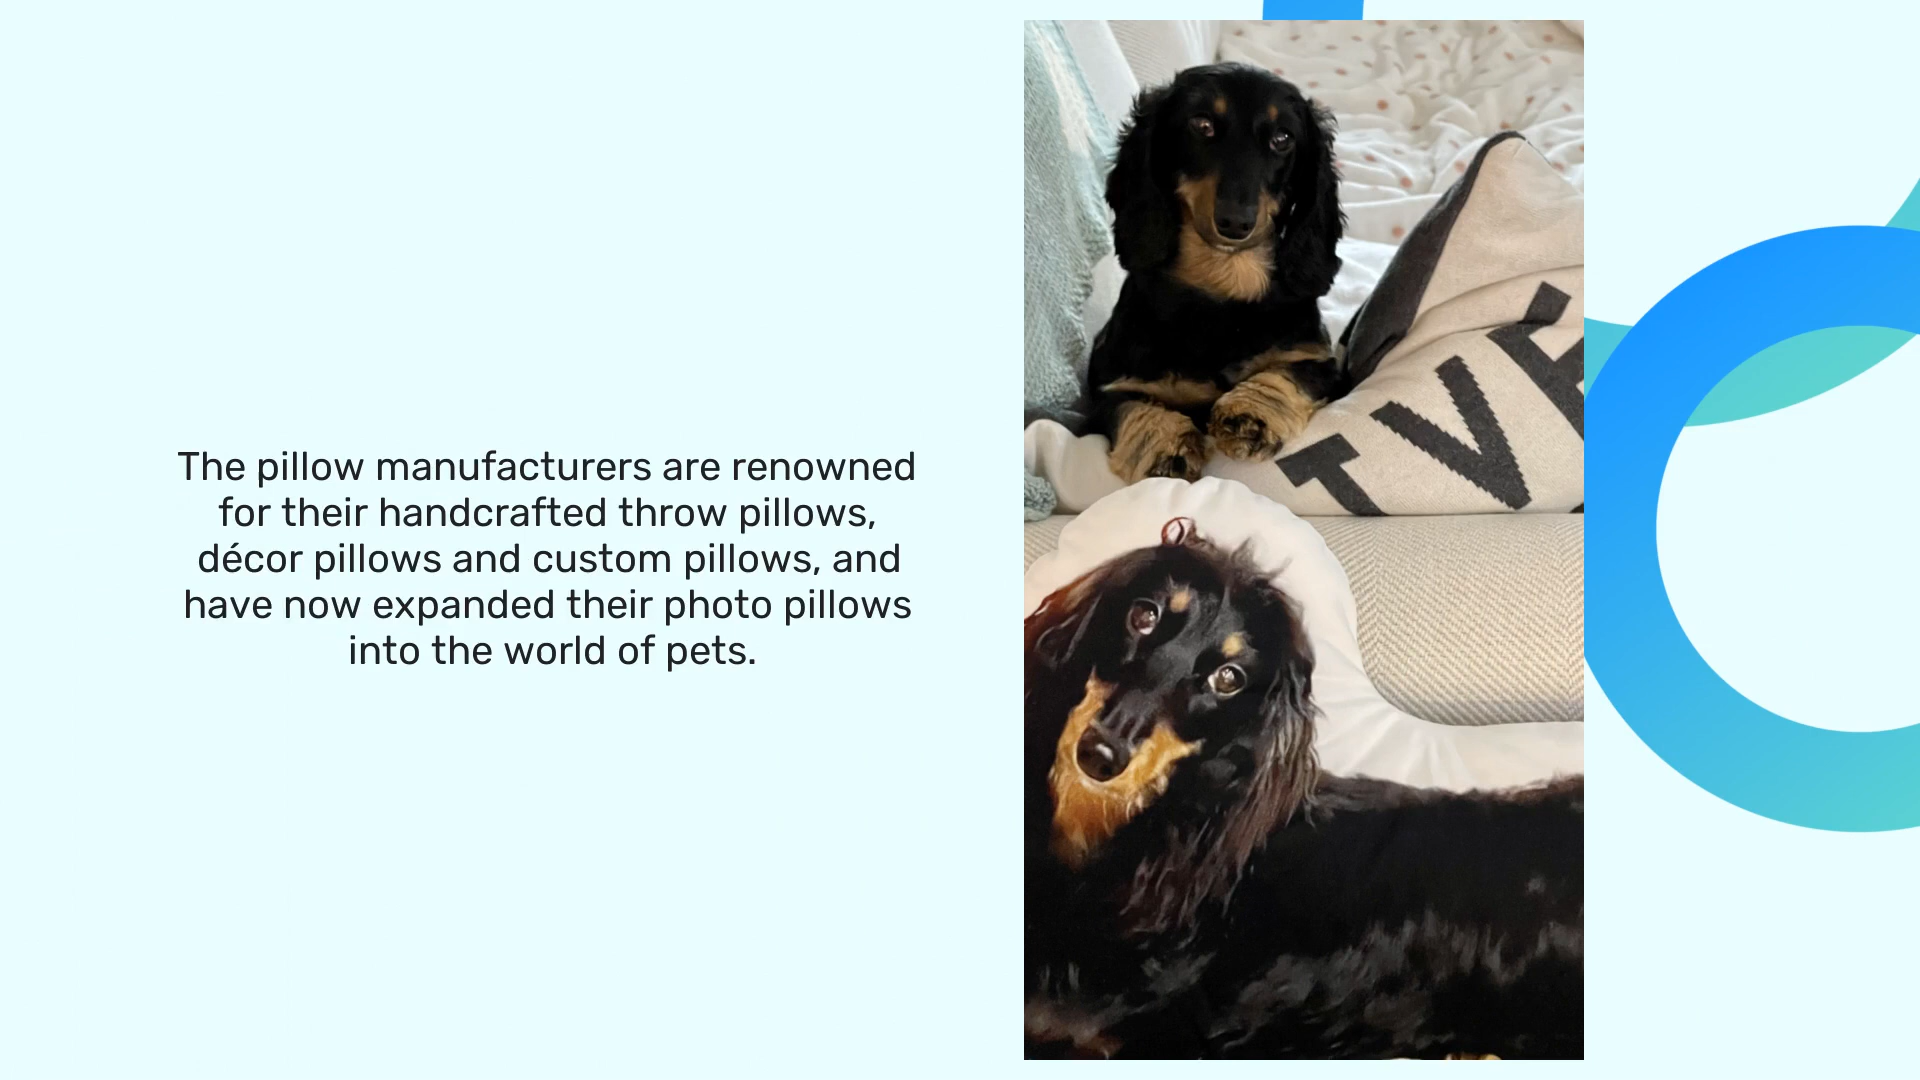 The pillow manufacturers are renowned
for their handcrafted throw pillows,
décor pillows and custom pillows, and
have now expanded their photo pillows
into the world of pets.
TVE